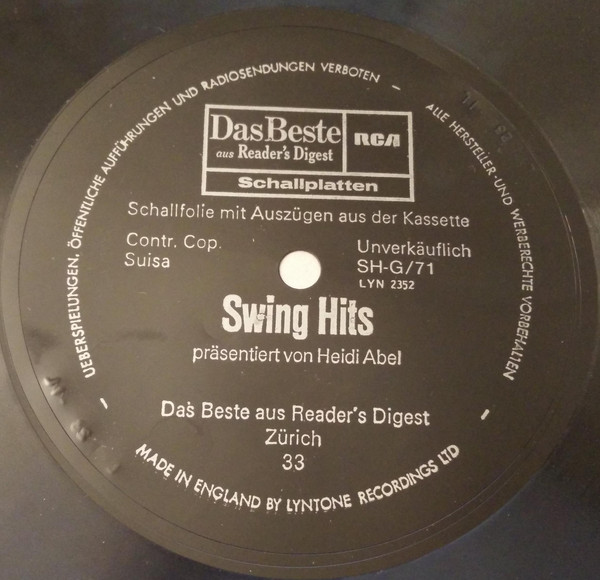 UEBERSPIELUNGEN, ÖFFENTLICHE AUFFÜHRUNGEN UND RADIOSENDUNGEN VERBOTEN –
ALLE HERSTELLER-UND WERBERECHTE VORBEHALTEN –
Das Beste
aus Reader's Digest
RCA
Schallplatten
Schallfolie mit Auszügen aus der Kassette
Contr. Cop.
Suisa
Unverkäuflich
SH-G/71
LYN 2352
Swing Hits
präsentiert von Heidi Abel
Das Beste aus Reader's Digest
Zürich
33
MADE IN ENGLAND BY LYNTONE RECORDINGS LTD